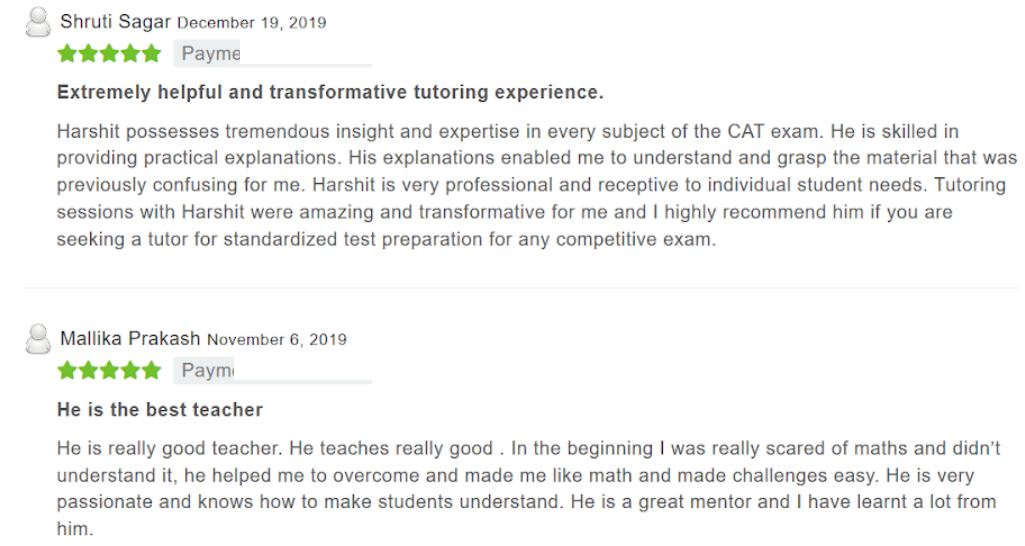 Shruti Sagar December 19, 2019
Payme
Extremely helpful and transformative tutoring experience.
Harshit possesses tremendous insight and expertise in every subject of the CAT exam. He is skilled in
providing practical explanations. His explanations enabled me to understand and grasp the material that was
previously confusing for me. Harshit is very professional and receptive to individual student needs. Tutoring
sessions with Harshit were amazing and transformative for me and I highly recommend him if you are
seeking a tutor for standardized test preparation for any competitive exam.
Mallika Prakash November 6, 2019
Paym
He is the best teacher
He is really good teacher. He teaches really good . In the beginning I was really scared of maths and didn't
understand it, he helped me to overcome and made me like math and made challenges easy. He is very
passionate and knows how to make students understand. He is a great mentor and I have learnt a lot from
him.